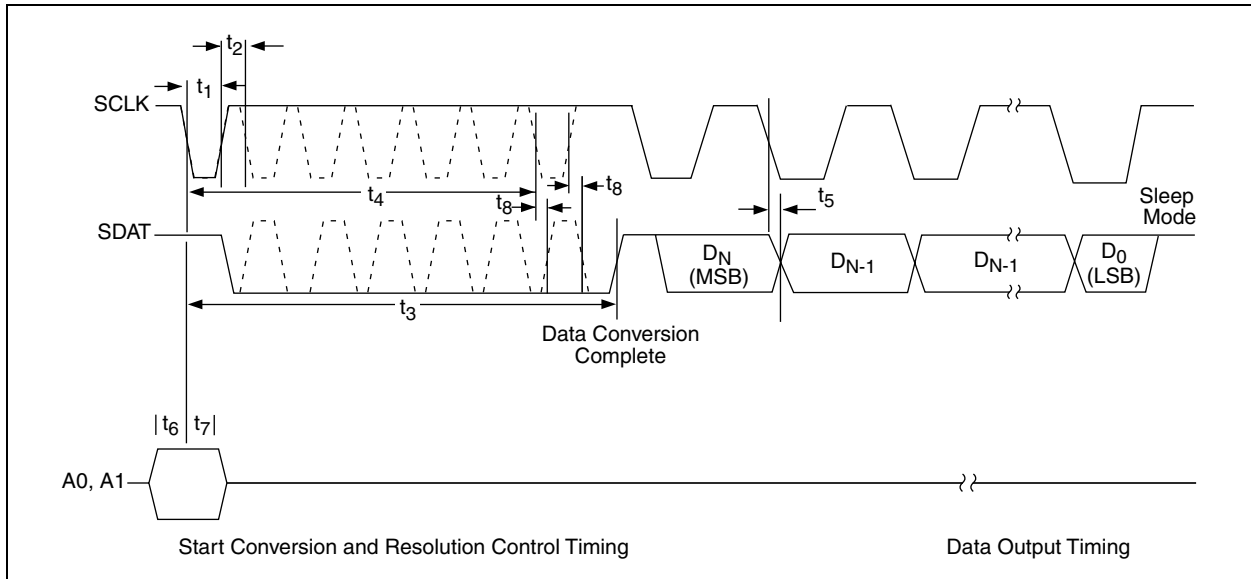 t2
t1
SCLK
t4
t8
t8
t5
Sleep
Mode
SDAT
DN
(MSB)
DN-1
DN-1
D0
(LSB)
t3
Data Conversion
Complete
t6
t7
A0, A1
Start Conversion and Resolution Control Timing
Data Output Timing